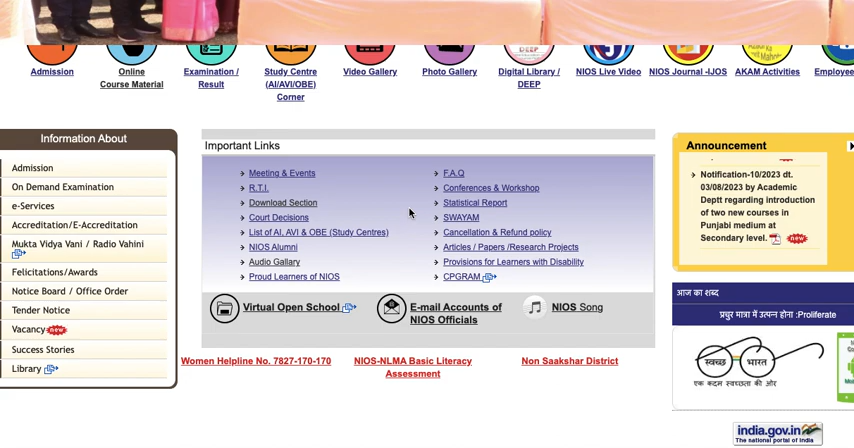 Admission
Online
Course Material
Examination /
Result
Study Centre
(AI/AVI/OBE)
Corner
Video Gallery
Photo Gallery
Digital Library /
DEEP
NIOS Live Video
NIOS Journal -IJOS
AKAM Activities
Employee
Information About
Admission
On Demand Examination
e-Services
Accreditation/E-Accreditation
Mukta Vidya Vani / Radio Vahini
Felicitations/Awards
Notice Board / Office Order
Tender Notice
Vacancy new
Success Stories
Library
Important Links
Meeting & Events
R.T.I.
Download Section
Court Decisions
List of AI, AVI & OBE (Study Centres)
NIOS Alumni
Audio Gallary
Proud Learners of NIOS
F.A.Q
Conferences & Workshop
Statistical Report
SWAYAM
Cancellation & Refund policy
Articles / Papers /Research Projects
Provisions for Learners with Disability
CPGRAM
Virtual Open School
E-mail Accounts of
NIOS Officials
NIOS Song
Women Helpline No. 7827-170-170
NIOS-NLMA Basic Literacy
Assessment
Non Saakshar District
Announcement
Notification-10/2023 dt.
03/08/2023 by Academic
Deptt regarding introduction
of two new courses in
Punjabi medium at
Secondary level. new
आज का शब्द
प्रचुर मात्रा में उत्पन्न होना :Proliferate
स्वच्छ भारत
एक कदम स्वच्छता की ओर
india.gov.in
The national portal of India